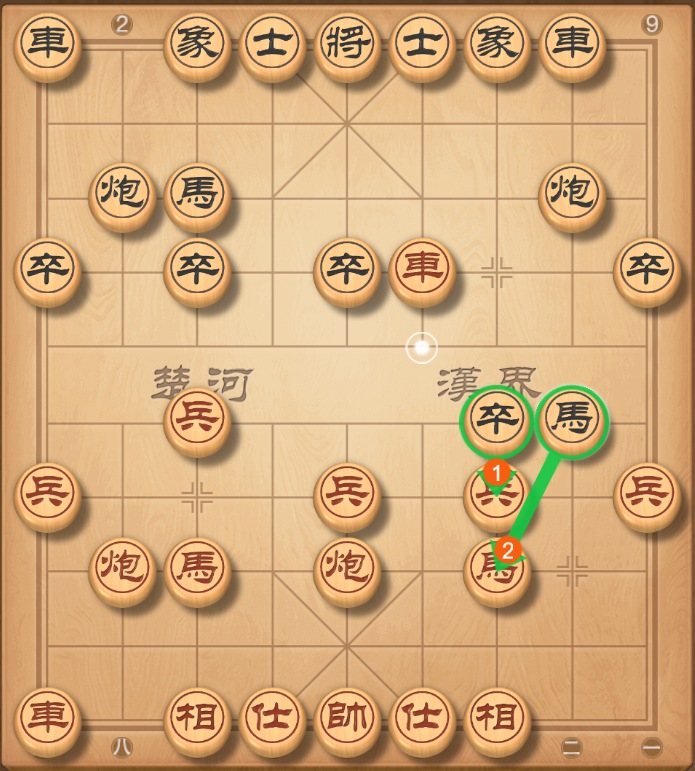 2 9
車 象 士 將 士 象 車
炮 馬 炮
卒 卒 卒 車 卒
楚河 漢界
兵 卒 馬
1
兵 兵 兵 兵
2
炮 馬 炮 馬
車 相 仕 帥 仕 相
八 二 一